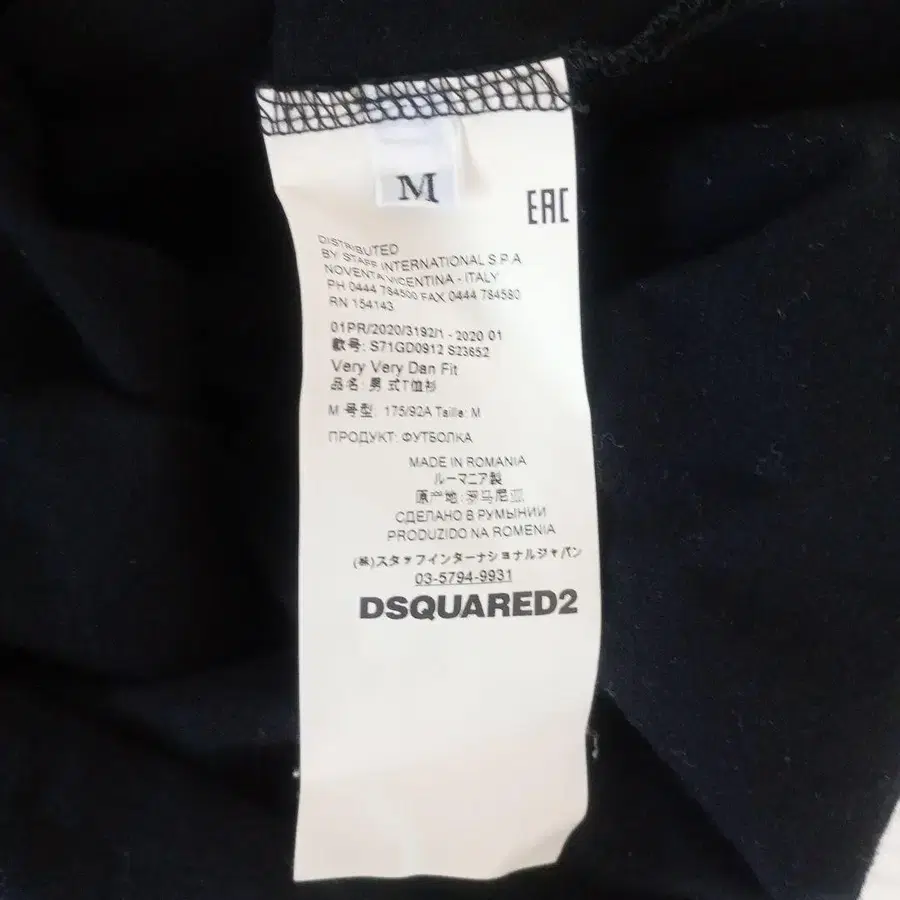 M
EAC
DISTRIBUTED
BY STAFF INTERNATIONAL S.P.A
NOVENTA VICENTINA - ITALY
PH 0444 784500 FAX 0444 784580
RN 154143
01PR/2020/3192/1 - 2020 01
款号: S71GD0912 S23652
Very Very Dan Fit
品名: 男 式T恤衫
M 号型: 175/92A Taille: M
ПРОДУКТ: ФУТБОЛКА
MADE IN ROMANIA
ルーマニア製
原产地: 罗马尼亚
СДЕЛАНО В РУМЫНИИ
PRODUZIDO NA ROMENIA
(株)スタッフインターナショナルジャパン
03-5794-9931
DSQUARED2